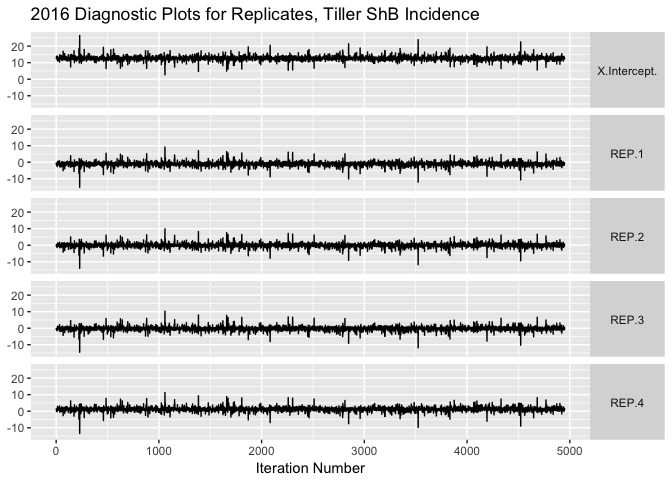 2016 Diagnostic Plots for Replicates, Tiller ShB Incidence
20
10
0
-10
X.Intercept.
20
10
0
-10
REP.1
20
10
0
-10
REP.2
20
10
0
-10
REP.3
20
10
0
-10
REP.4
0 1000 2000 3000 4000 5000
Iteration Number